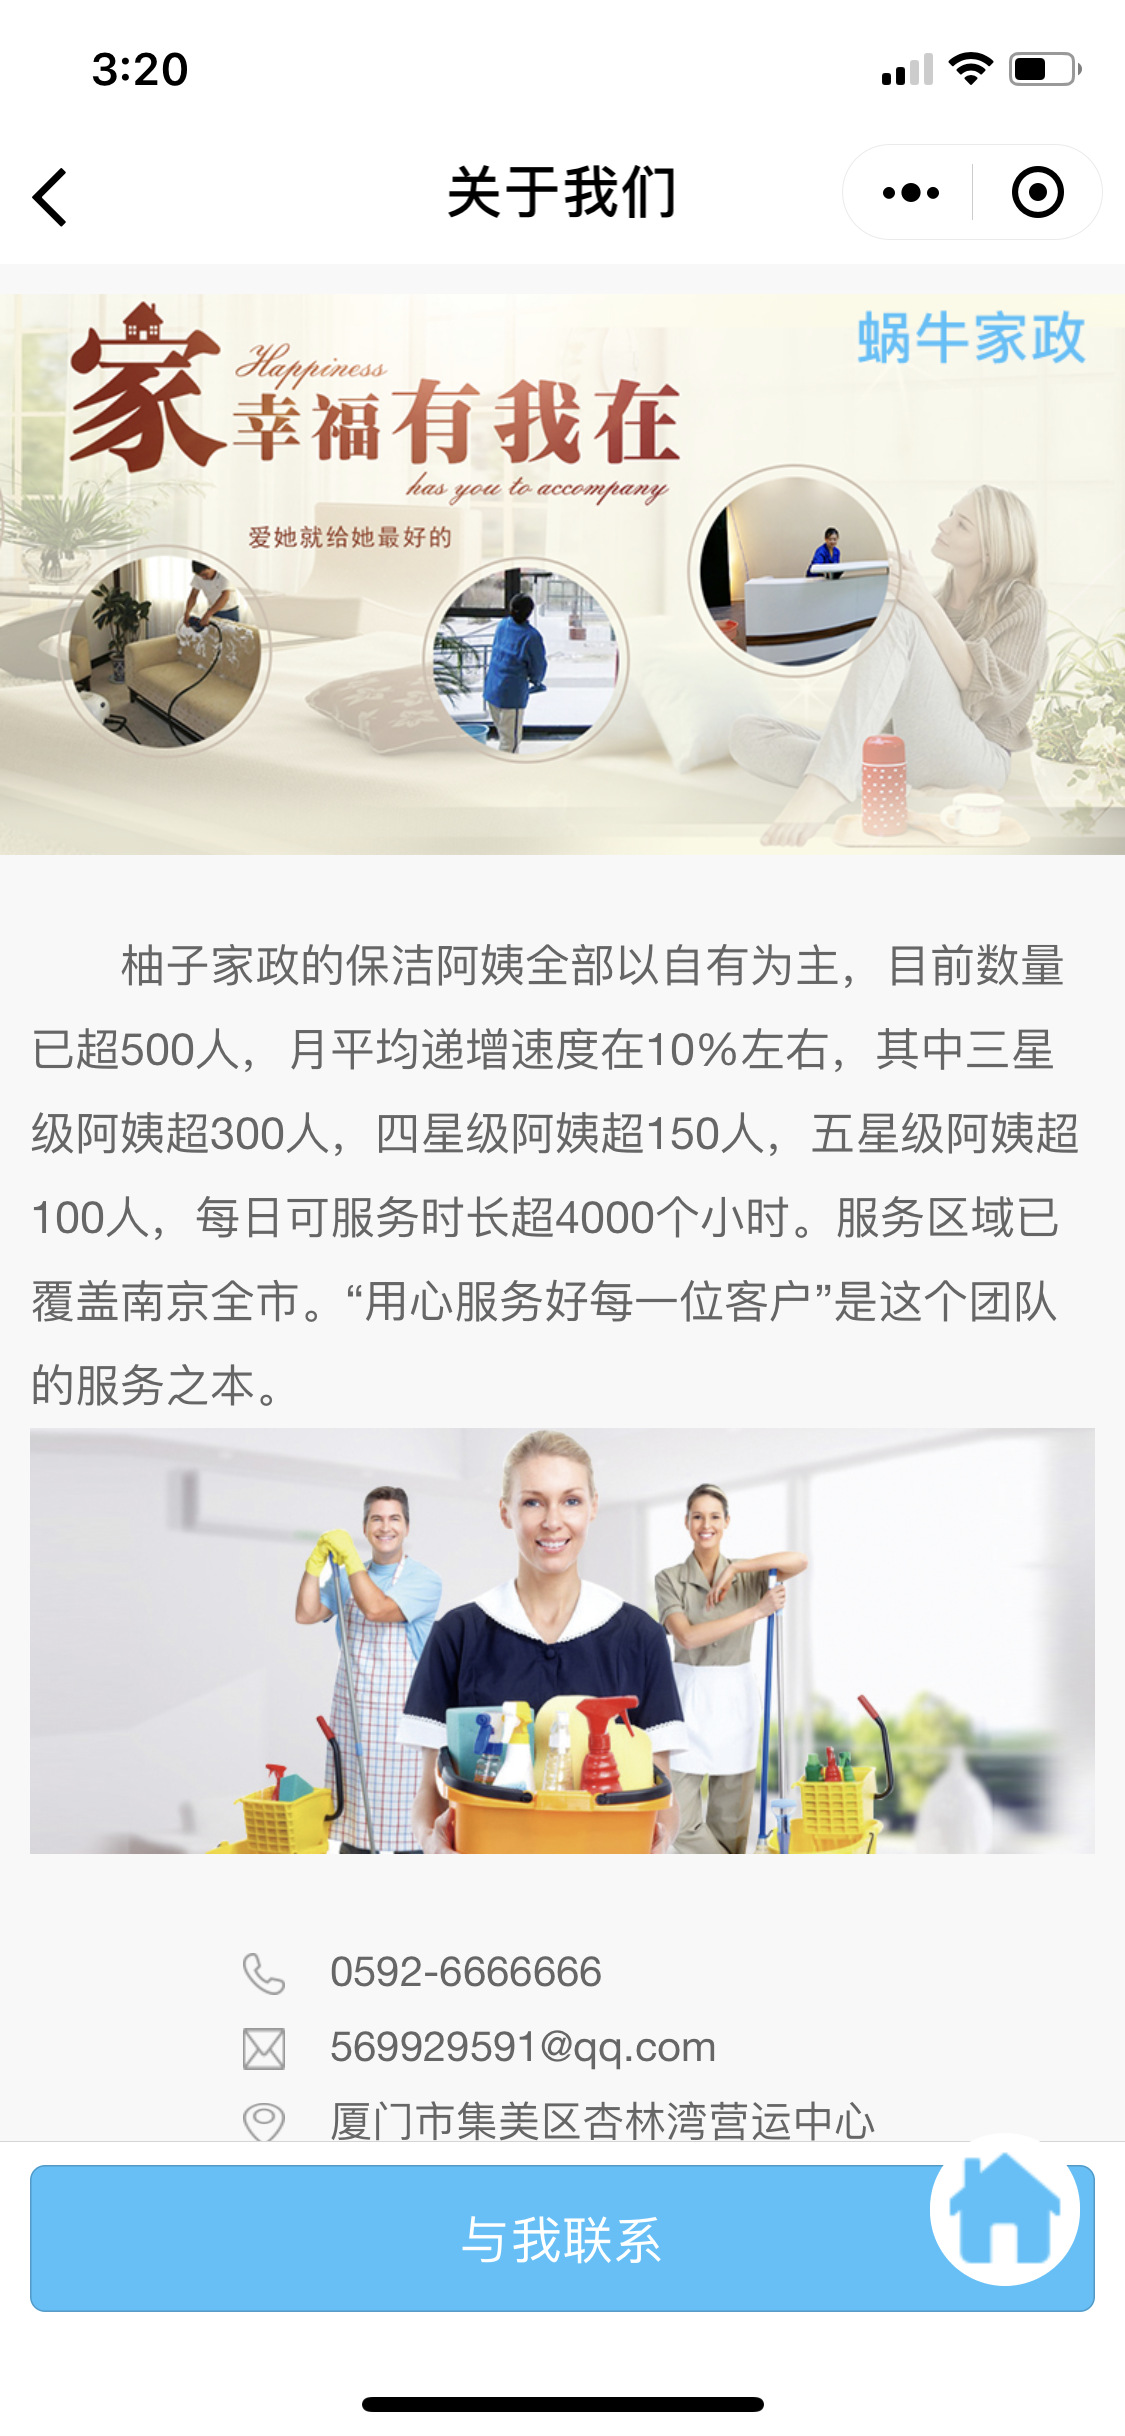 3:20
关于我们
蜗牛家政
家
Happiness
幸福有我在
has you to accompany
爱她就给她最好的
柚子家政的保洁阿姨全部以自有为主，目前数量
已超500人，月平均递增速度在10%左右，其中三星
级阿姨超300人，四星级阿姨超150人，五星级阿姨超
100人，每日可服务时长超4000个小时。服务区域已
覆盖南京全市。“用心服务好每一位客户”是这个团队
的服务之本。
0592-6666666
569929591@qq.com
厦门市集美区杏林湾营运中心
与我联系